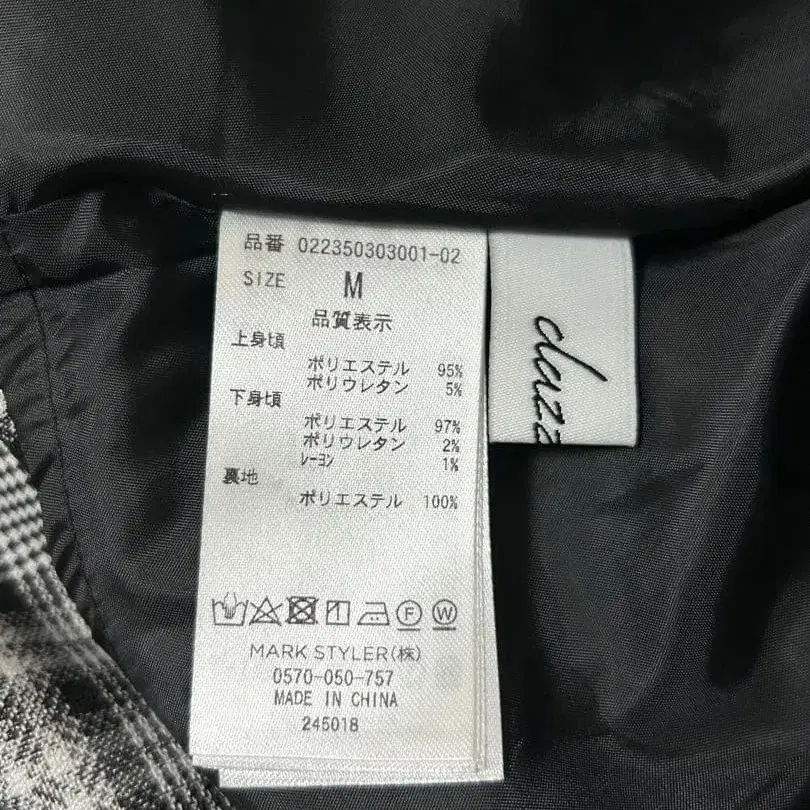 品番 022350303001-02
SIZE M
品質表示
上身頃
ポリエステル 95%
ポリウレタン 5%
下身頃
ポリエステル 97%
ポリウレタン 2%
レーヨン 1%
裏地
ポリエステル 100%
F W
MARK STYLER(株)
0570-050-757
MADE IN CHINA
245018
dazz